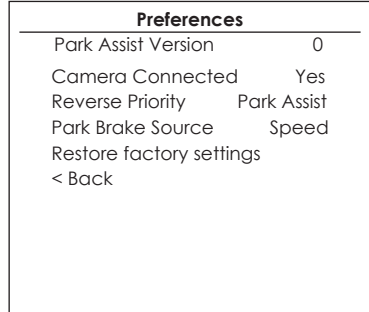 Preferences
Park Assist Version 0
Camera Connected Yes
Reverse Priority Park Assist
Park Brake Source Speed
Restore factory settings
< Back